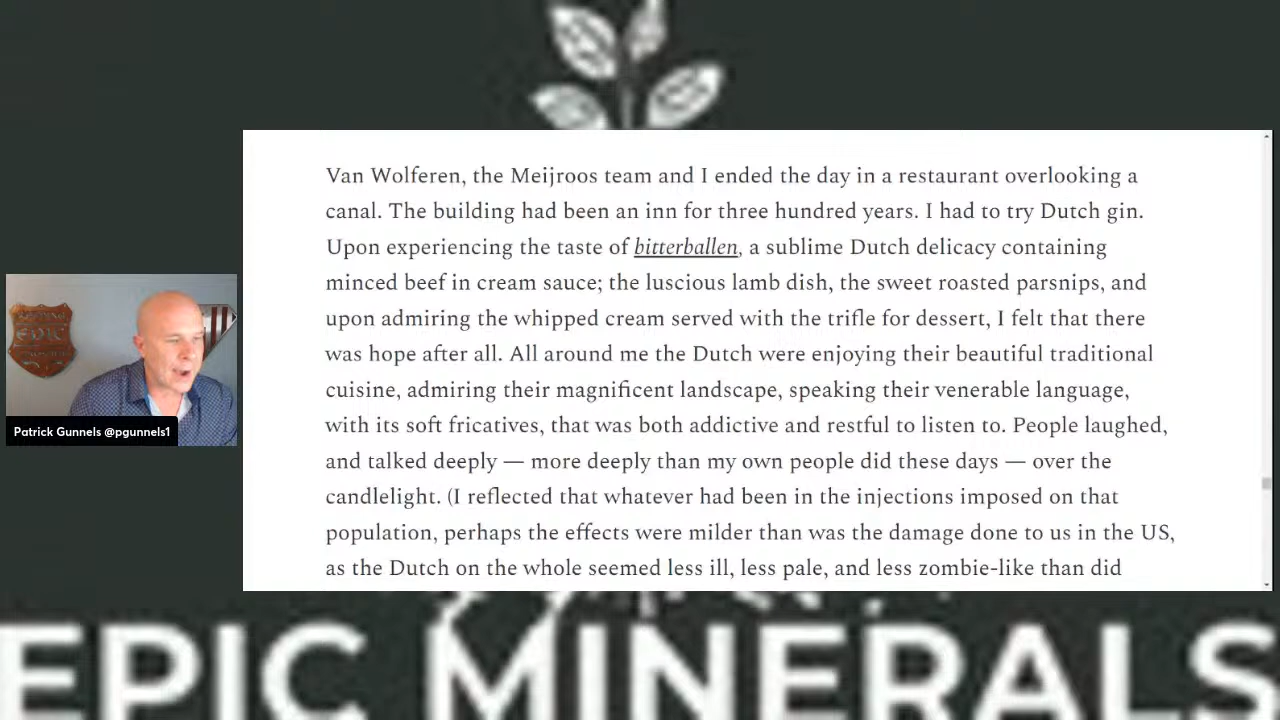 Van Wolferen, the Meijroos team and I ended the day in a restaurant overlooking a
canal. The building had been an inn for three hundred years. I had to try Dutch gin.
Upon experiencing the taste of bitterballen, a sublime Dutch delicacy containing
minced beef in cream sauce; the luscious lamb dish, the sweet roasted parsnips, and
upon admiring the whipped cream served with the trifle for dessert, I felt that there
was hope after all. All around me the Dutch were enjoying their beautiful traditional
cuisine, admiring their magnificent landscape, speaking their venerable language,
with its soft fricatives, that was both addictive and restful to listen to. People laughed,
and talked deeply — more deeply than my own people did these days — over the
candlelight. (I reflected that whatever had been in the injections imposed on that
population, perhaps the effects were milder than was the damage done to us in the US,
as the Dutch on the whole seemed less ill, less pale, and less zombie-like than did
EPIC
Patrick Gunnels @pgunnels1
EPIC MINERALS